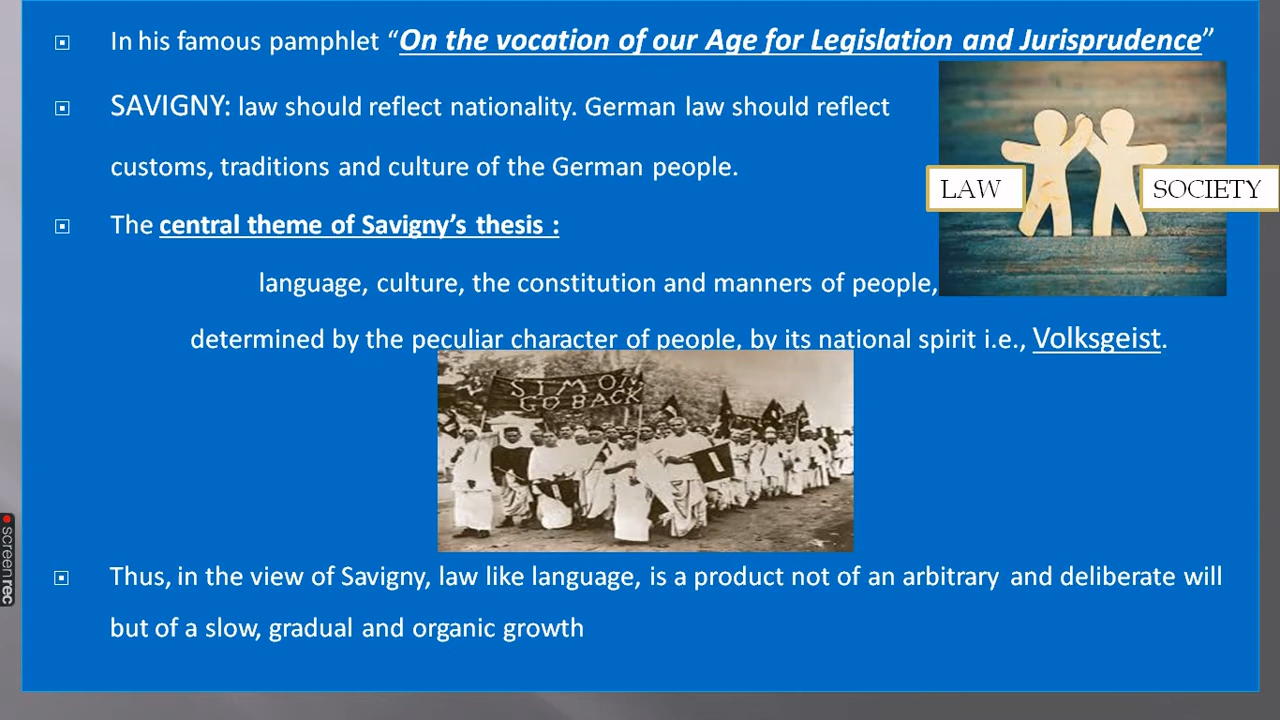 In his famous pamphlet “On the vocation of our Age for Legislation and Jurisprudence”
SAVIGNY: law should reflect nationality. German law should reflect
customs, traditions and culture of the German people.
LAW
SOCIETY
The central theme of Savigny’s thesis :
language, culture, the constitution and manners of people,
determined by the peculiar character of people, by its national spirit i.e., Volksgeist.
SIMON
GO BACK
Thus, in the view of Savigny, law like language, is a product not of an arbitrary and deliberate will
but of a slow, gradual and organic growth
screenrec